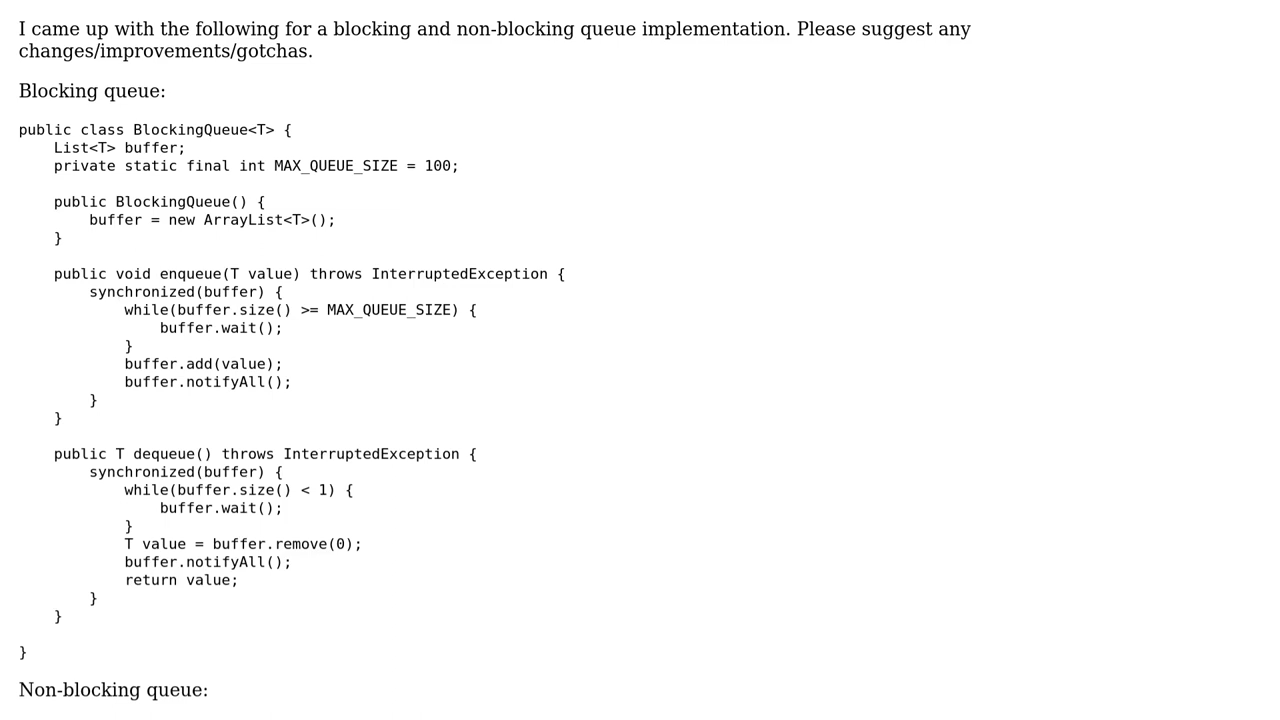 I came up with the following for a blocking and non-blocking queue implementation. Please suggest any
changes/improvements/gotchas.
Blocking queue:
public class BlockingQueue<T> {
    List<T> buffer;
    private static final int MAX_QUEUE_SIZE = 100;

    public BlockingQueue() {
        buffer = new ArrayList<T>();
    }

    public void enqueue(T value) throws InterruptedException {
        synchronized(buffer) {
            while(buffer.size() >= MAX_QUEUE_SIZE) {
                buffer.wait();
            }
            buffer.add(value);
            buffer.notifyAll();
        }
    }

    public T dequeue() throws InterruptedException {
        synchronized(buffer) {
            while(buffer.size() < 1) {
                buffer.wait();
            }
            T value = buffer.remove(0);
            buffer.notifyAll();
            return value;
        }
    }

}
Non-blocking queue: